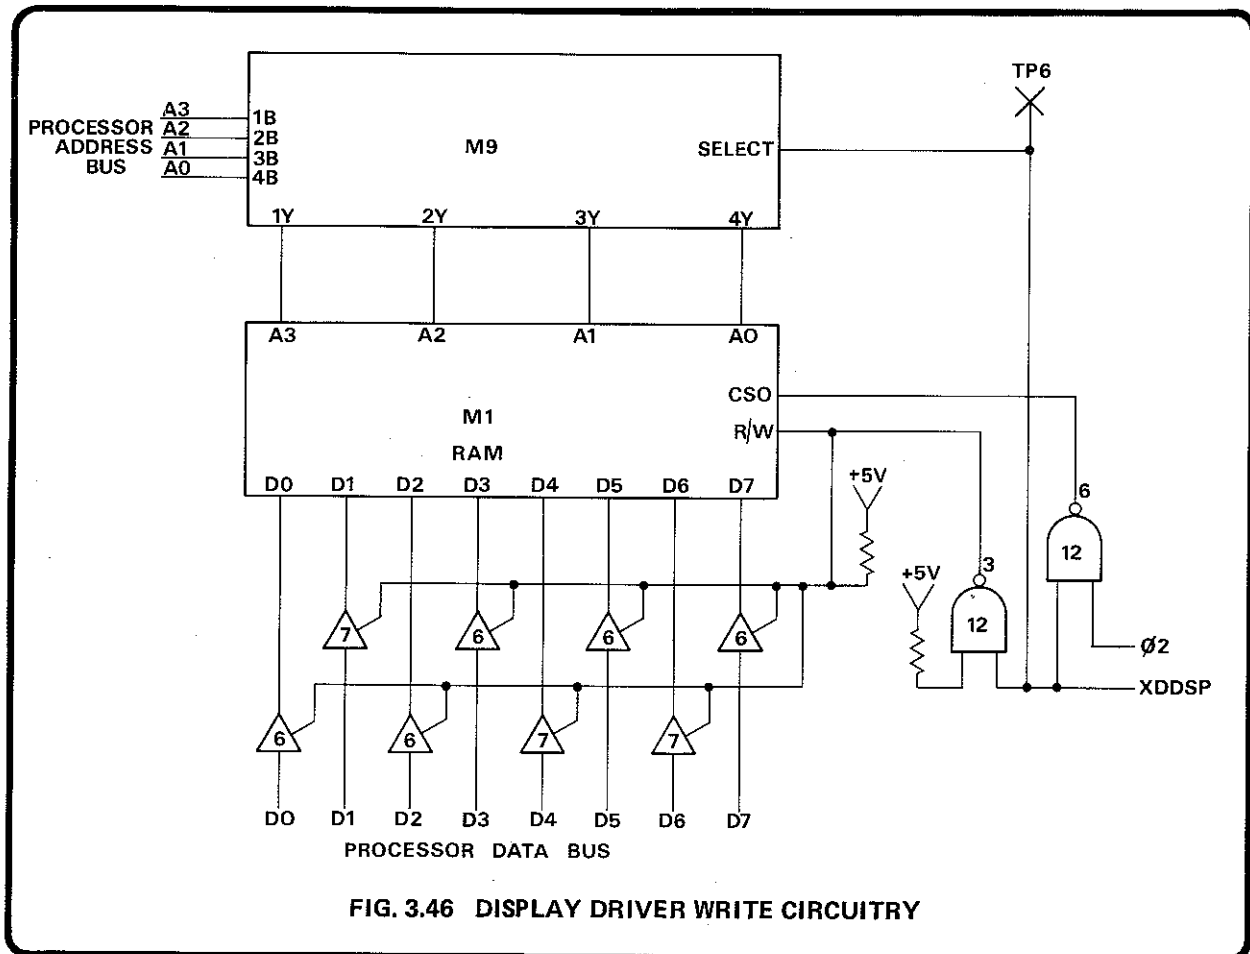 TP6
PROCESSOR
ADDRESS
BUS
A3
A2
A1
A0
1B
2B
3B
4B
M9
SELECT
1Y 2Y 3Y 4Y
A3 A2 A1 A0
CSO
M1
R/W
RAM
D0 D1 D2 D3 D4 D5 D6 D7
+5V
6
12
+5V
3
12
7 6 6 6
Ø2
XDDSP
6 6 7 7
D0 D1 D2 D3 D4 D5 D6 D7
PROCESSOR DATA BUS
FIG. 3.46 DISPLAY DRIVER WRITE CIRCUITRY